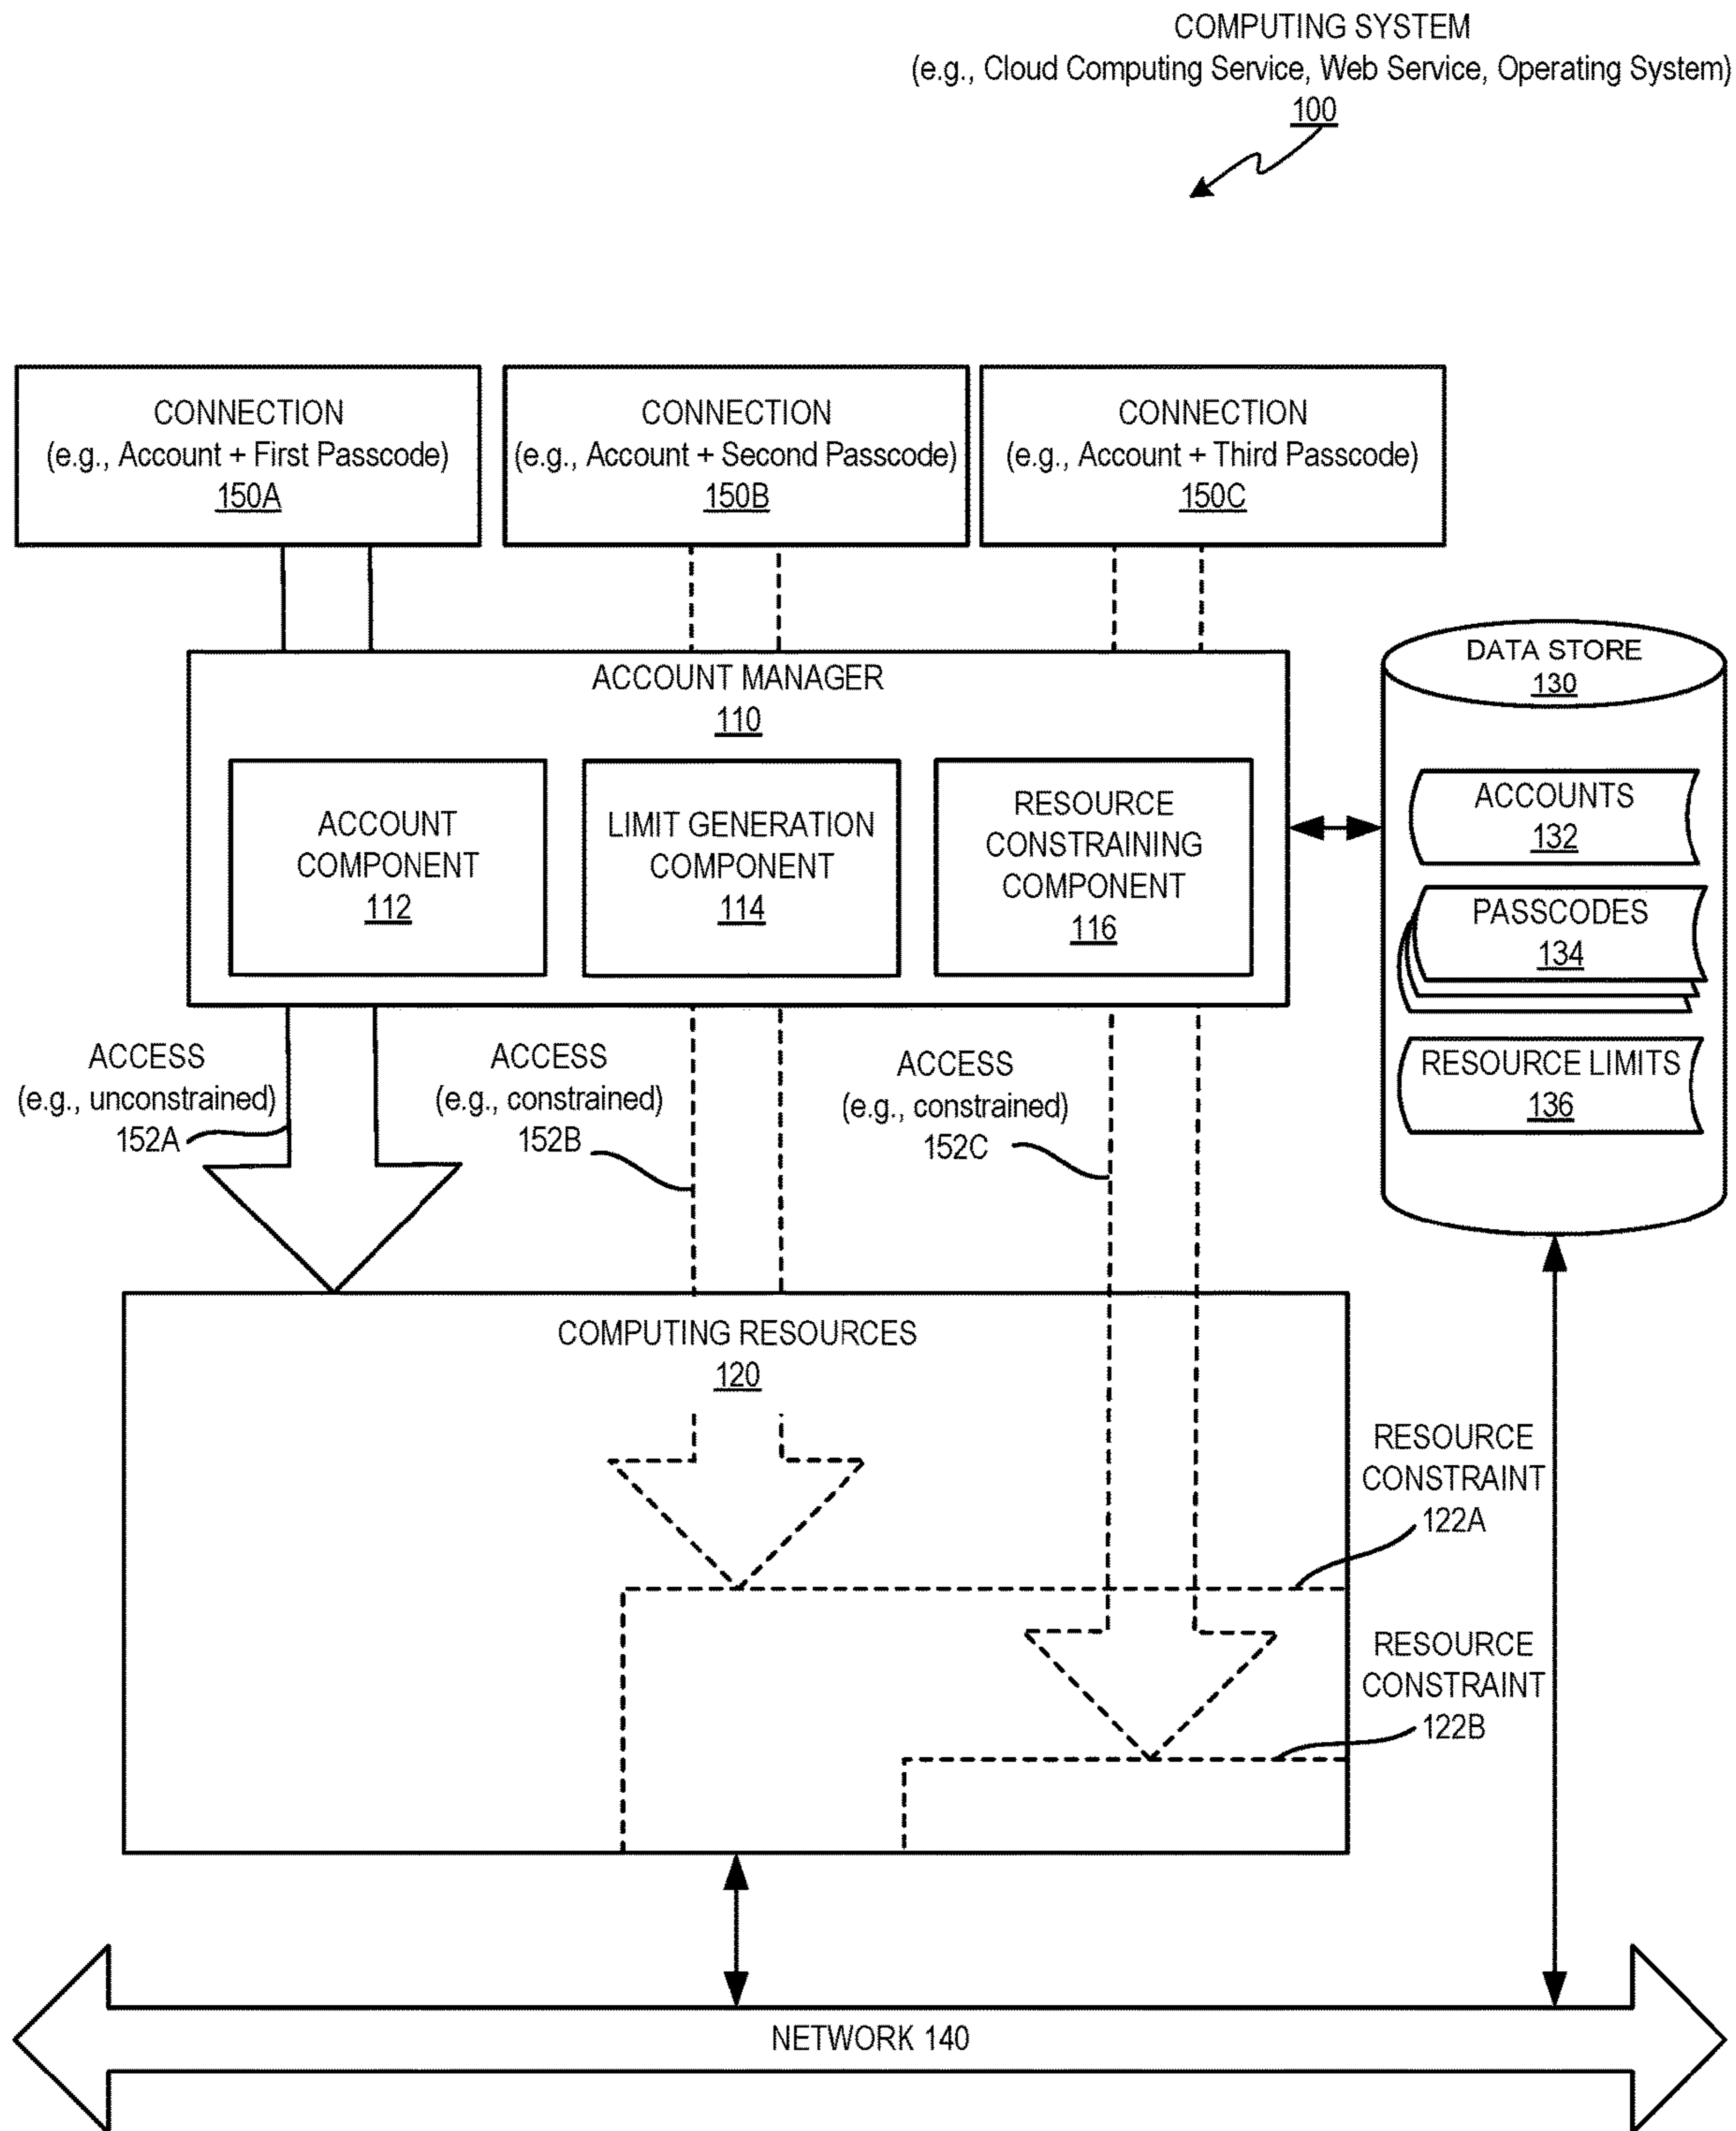 COMPUTING SYSTEM
(e.g., Cloud Computing Service, Web Service, Operating System)
100
CONNECTION
(e.g., Account + First Passcode)
150A
CONNECTION
(e.g., Account + Second Passcode)
150B
CONNECTION
(e.g., Account + Third Passcode)
150C
ACCOUNT MANAGER
110
ACCOUNT
COMPONENT
112
LIMIT GENERATION
COMPONENT
114
RESOURCE
CONSTRAINING
COMPONENT
116
DATA STORE
130
ACCOUNTS
132
PASSCODES
134
RESOURCE LIMITS
136
ACCESS
(e.g., unconstrained)
152A
ACCESS
(e.g., constrained)
152B
ACCESS
(e.g., constrained)
152C
COMPUTING RESOURCES
120
RESOURCE
CONSTRAINT
122A
RESOURCE
CONSTRAINT
122B
NETWORK 140